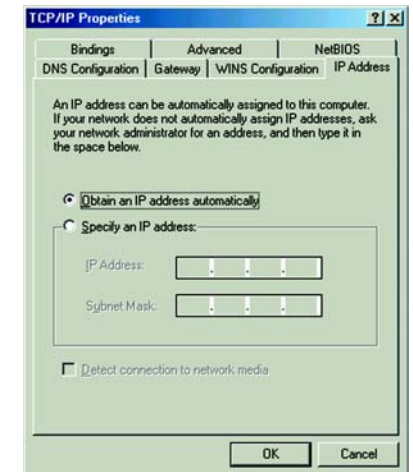 TCP/IP Properties
? X
Bindings Advanced NetBIOS
DNS Configuration Gateway WINS Configuration IP Address
An IP address can be automatically assigned to this computer.
If your network does not automatically assign IP addresses, ask
your network administrator for an address, and then type it in
the space below.
Obtain an IP address automatically
Specify an IP address:
IP Address: . . .
Subnet Mask: . . .
Detect connection to network media
OK Cancel